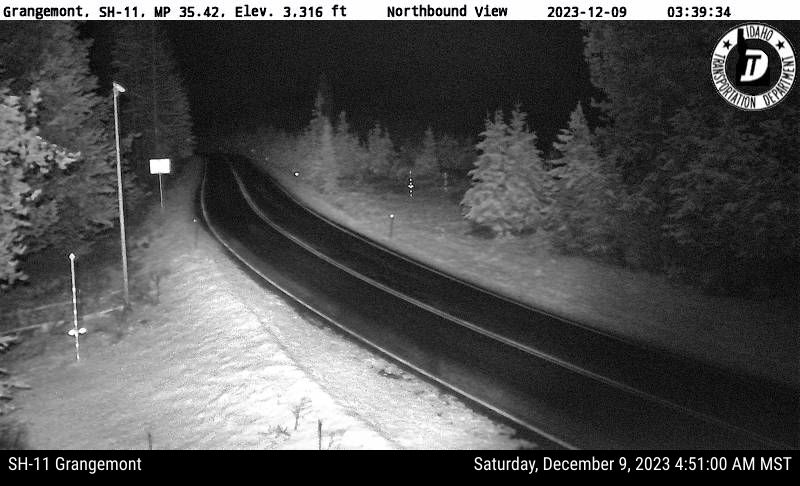 Grangemont, SH-11, MP 35.42, Elev. 3,316 ft Northbound View 2023-12-09 03:39:34
IDAHO
TRANSPORTATION DEPARTMENT
SH-11 Grangemont Saturday, December 9, 2023 4:51:00 AM MST